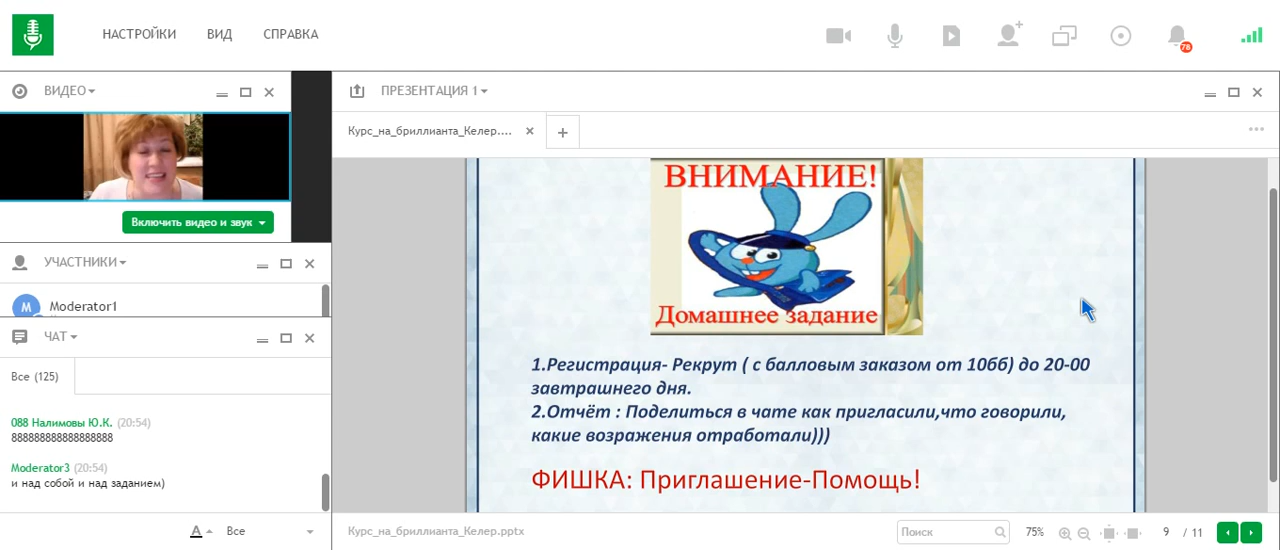 НАСТРОЙКИ ВИД СПРАВКА
78
ВИДЕО
ПРЕЗЕНТАЦИЯ 1
Курс_на_бриллианта_Келер....
Включить видео и звук
УЧАСТНИКИ
M Moderator1
ЧАТ
Все (125)
088 Налимовы Ю.К. (20:54)
888888888888888888
Moderator3 (20:54)
и над собой и над заданием)
A Все
ВНИМАНИЕ!
Домашнее задание
1.Регистрация- Рекрут ( с балловым заказом от 10бб) до 20-00
завтрашнего дня.
2.Отчёт : Поделиться в чате как пригласили,что говорили,
какие возражения отработали)))
ФИШКА: Приглашение-Помощь!
Курс_на_бриллианта_Келер.pptx
Поиск
75%
9 / 11